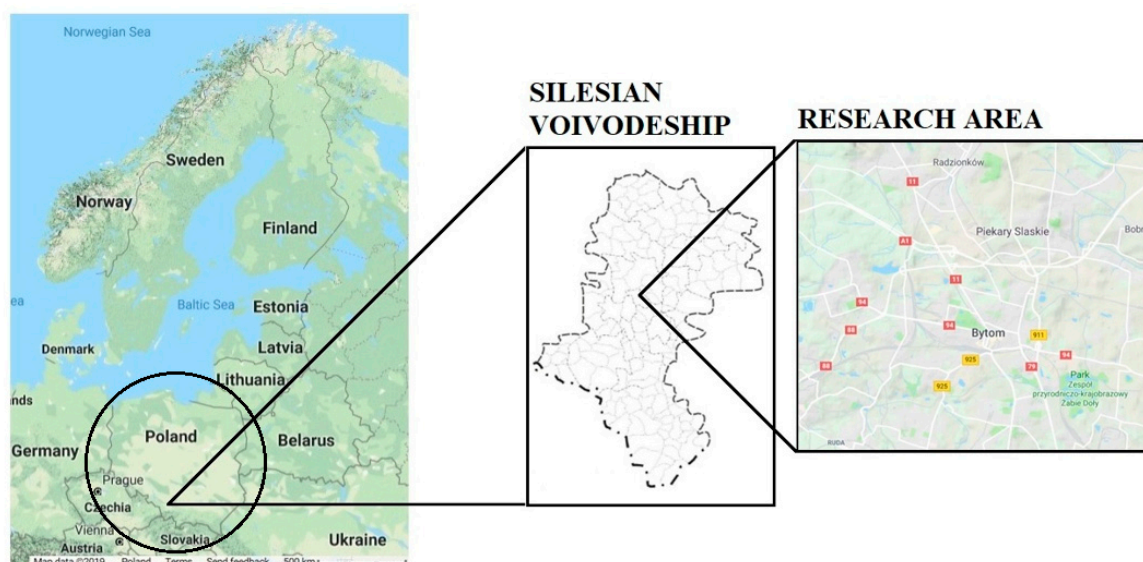 Norwegian Sea
Sweden
Norway
Finland
Baltic Sea
Estonia
Latvia
Denmark
Lithuania
Poland
Belarus
Germany
Prague
Czechia
Vienna
Slovakia
Austria
Ukraine
Map data ©2019 Poland Terms Send feedback 500 km
SILESIAN
VOIVODESHIP
RESEARCH AREA
Radzionków
11
Piekary Slaskie
Bobr
A1
11
94
94
88
Bytom
911
925
94
88
79
925
Park
Zespół
przyrodniczo-krajobrazowy
Żabie Doły
RUDA